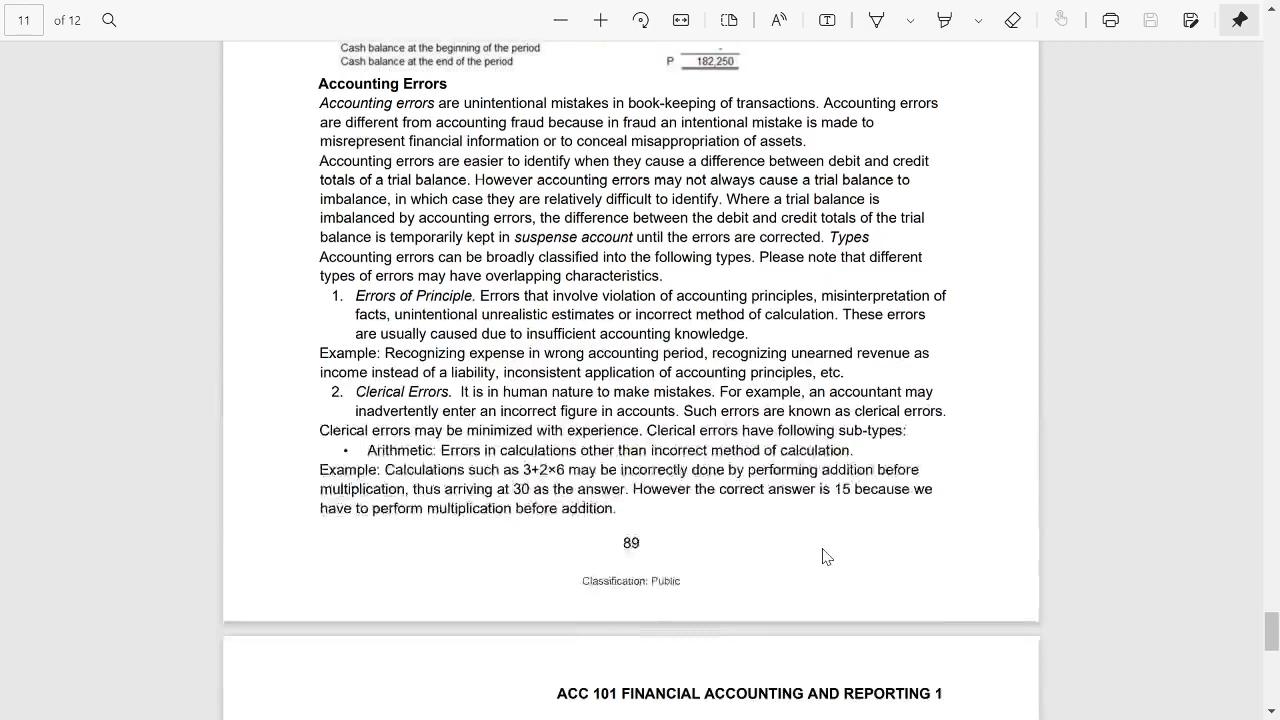 11 of 12
Cash balance at the beginning of the period -
Cash balance at the end of the period P 182,250
Accounting Errors
Accounting errors are unintentional mistakes in book-keeping of transactions. Accounting errors
are different from accounting fraud because in fraud an intentional mistake is made to
misrepresent financial information or to conceal misappropriation of assets.
Accounting errors are easier to identify when they cause a difference between debit and credit
totals of a trial balance. However accounting errors may not always cause a trial balance to
imbalance, in which case they are relatively difficult to identify. Where a trial balance is
imbalanced by accounting errors, the difference between the debit and credit totals of the trial
balance is temporarily kept in suspense account until the errors are corrected. Types
Accounting errors can be broadly classified into the following types. Please note that different
types of errors may have overlapping characteristics.
1. Errors of Principle. Errors that involve violation of accounting principles, misinterpretation of
facts, unintentional unrealistic estimates or incorrect method of calculation. These errors
are usually caused due to insufficient accounting knowledge.
Example: Recognizing expense in wrong accounting period, recognizing unearned revenue as
income instead of a liability, inconsistent application of accounting principles, etc.
2. Clerical Errors. It is in human nature to make mistakes. For example, an accountant may
inadvertently enter an incorrect figure in accounts. Such errors are known as clerical errors.
Clerical errors may be minimized with experience. Clerical errors have following sub-types:
• Arithmetic: Errors in calculations other than incorrect method of calculation.
Example: Calculations such as 3+2×6 may be incorrectly done by performing addition before
multiplication, thus arriving at 30 as the answer. However the correct answer is 15 because we
have to perform multiplication before addition.
89
Classification: Public
ACC 101 FINANCIAL ACCOUNTING AND REPORTING 1